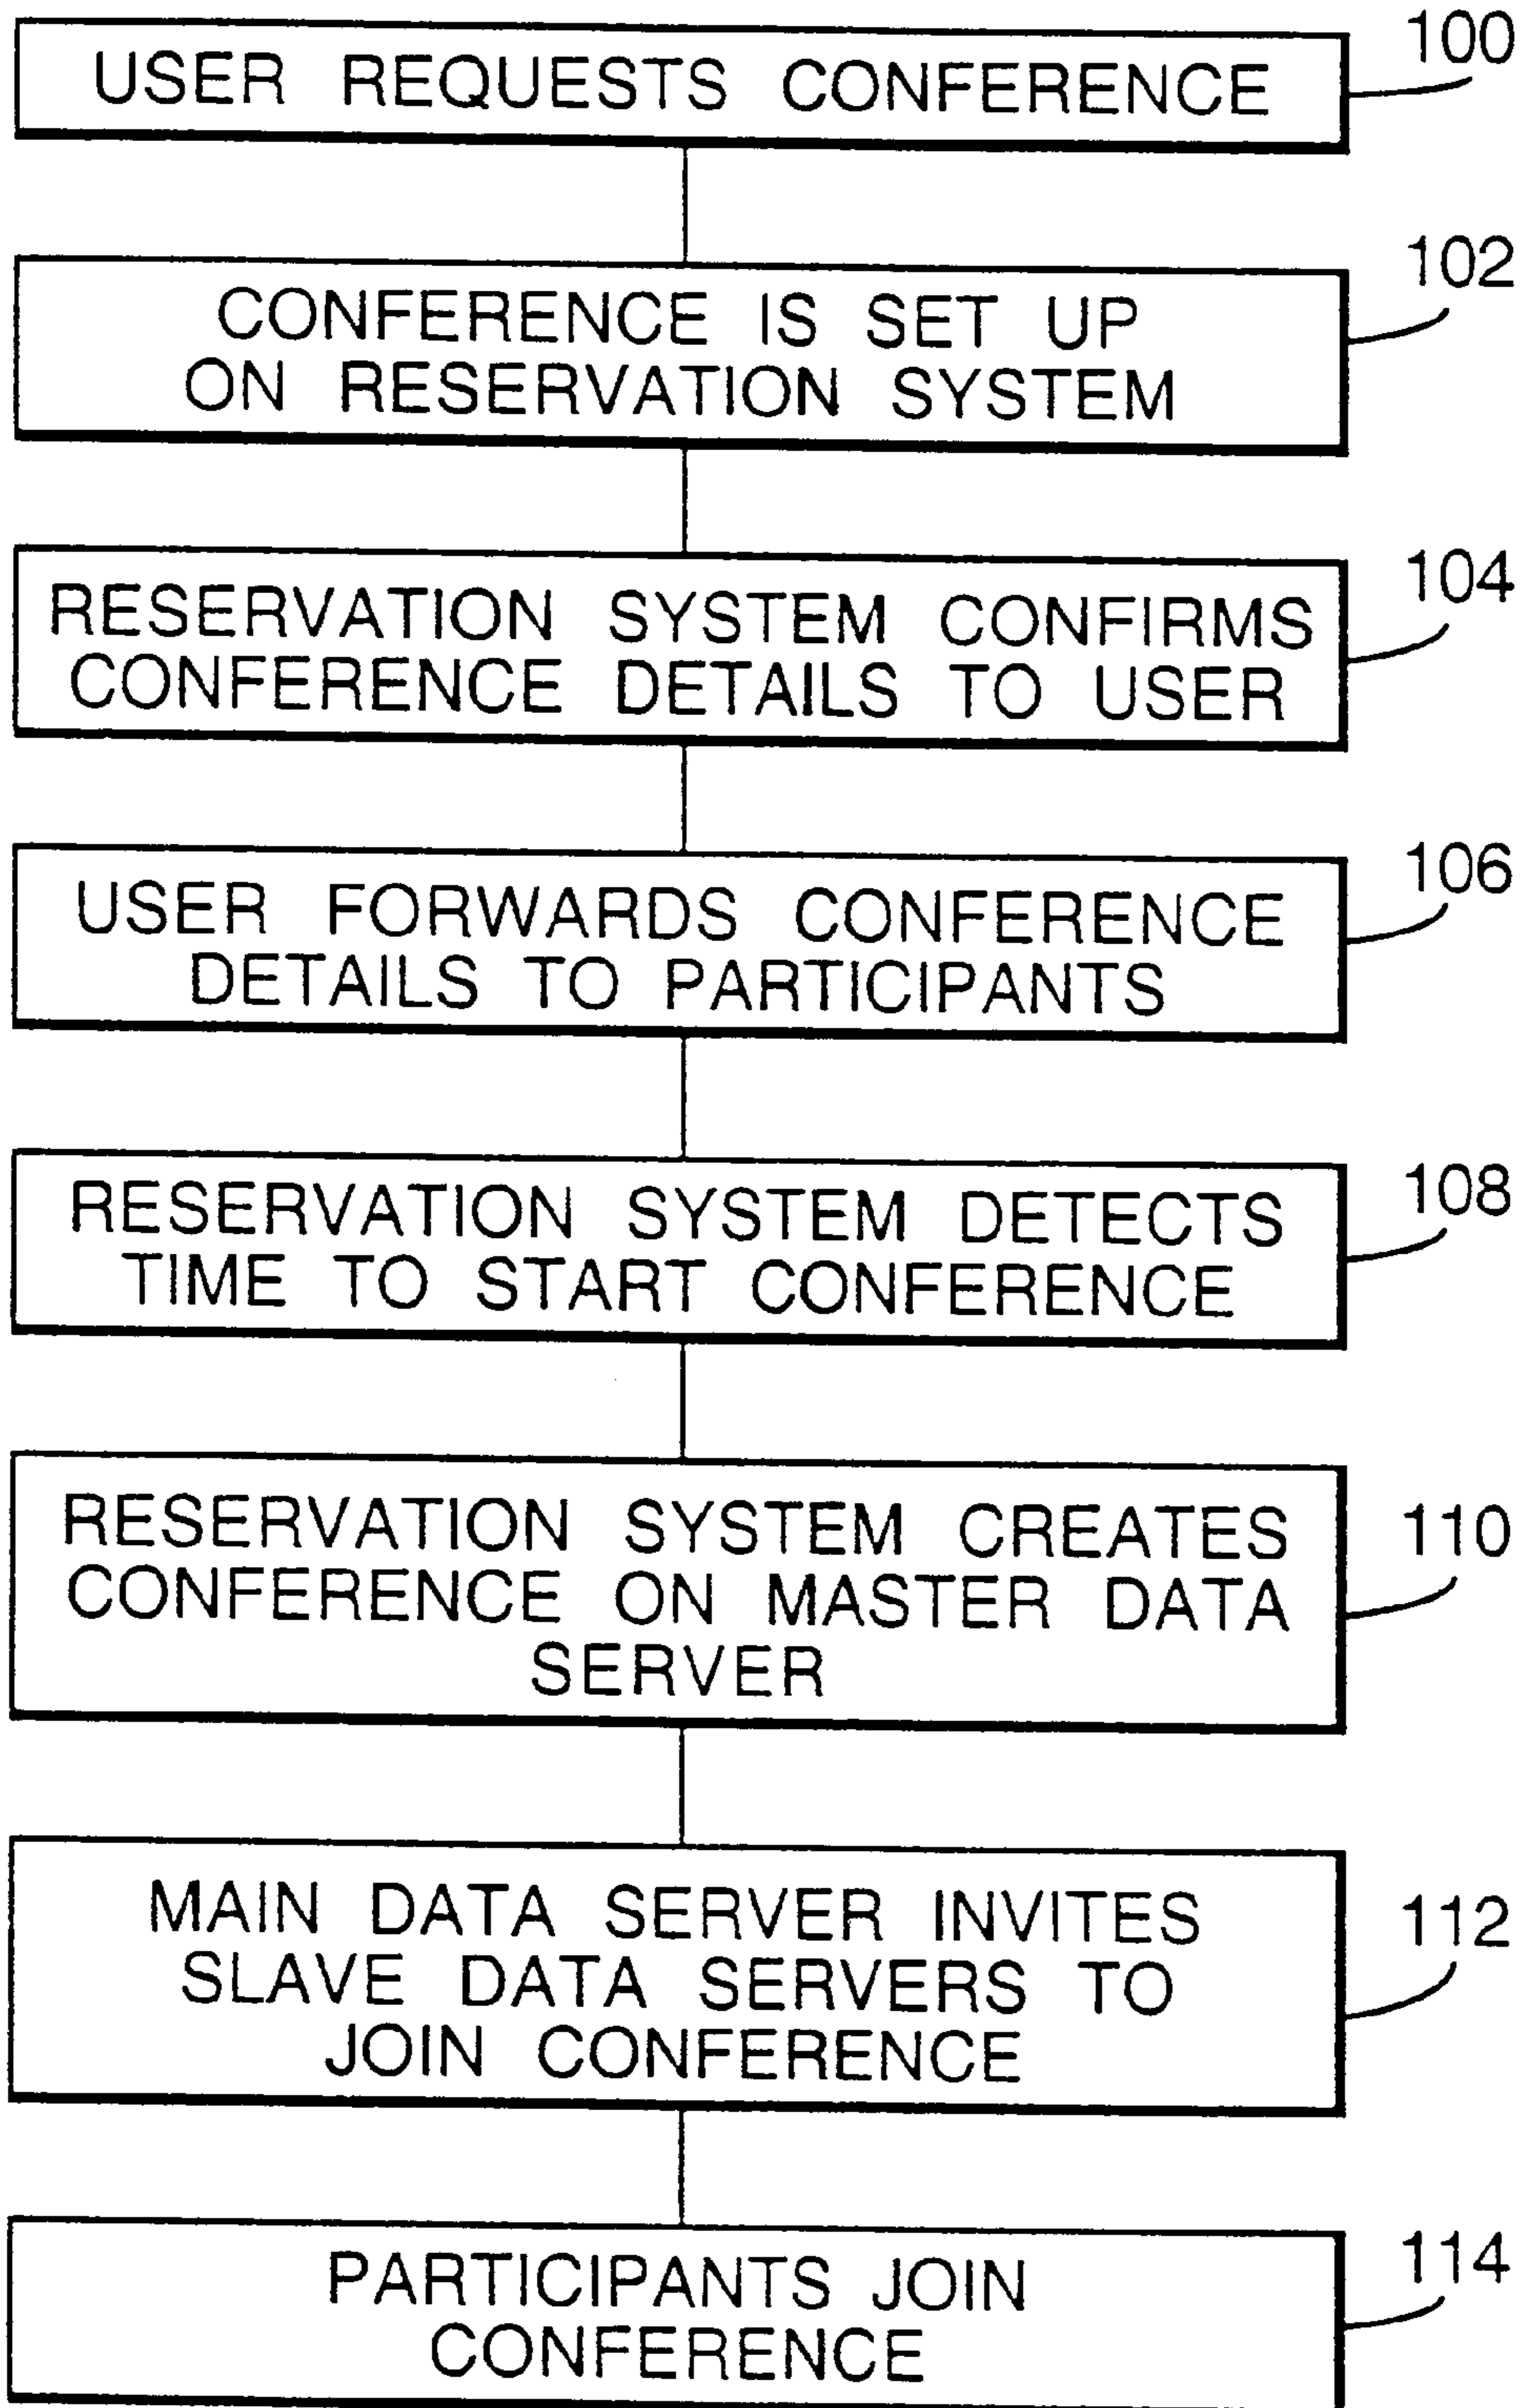 USER REQUESTS CONFERENCE
100
CONFERENCE IS SET UP
ON RESERVATION SYSTEM
102
RESERVATION SYSTEM CONFIRMS
CONFERENCE DETAILS TO USER
104
USER FORWARDS CONFERENCE
DETAILS TO PARTICIPANTS
106
RESERVATION SYSTEM DETECTS
TIME TO START CONFERENCE
108
RESERVATION SYSTEM CREATES
CONFERENCE ON MASTER DATA
SERVER
110
MAIN DATA SERVER INVITES
SLAVE DATA SERVERS TO
JOIN CONFERENCE
112
PARTICIPANTS JOIN
CONFERENCE
114